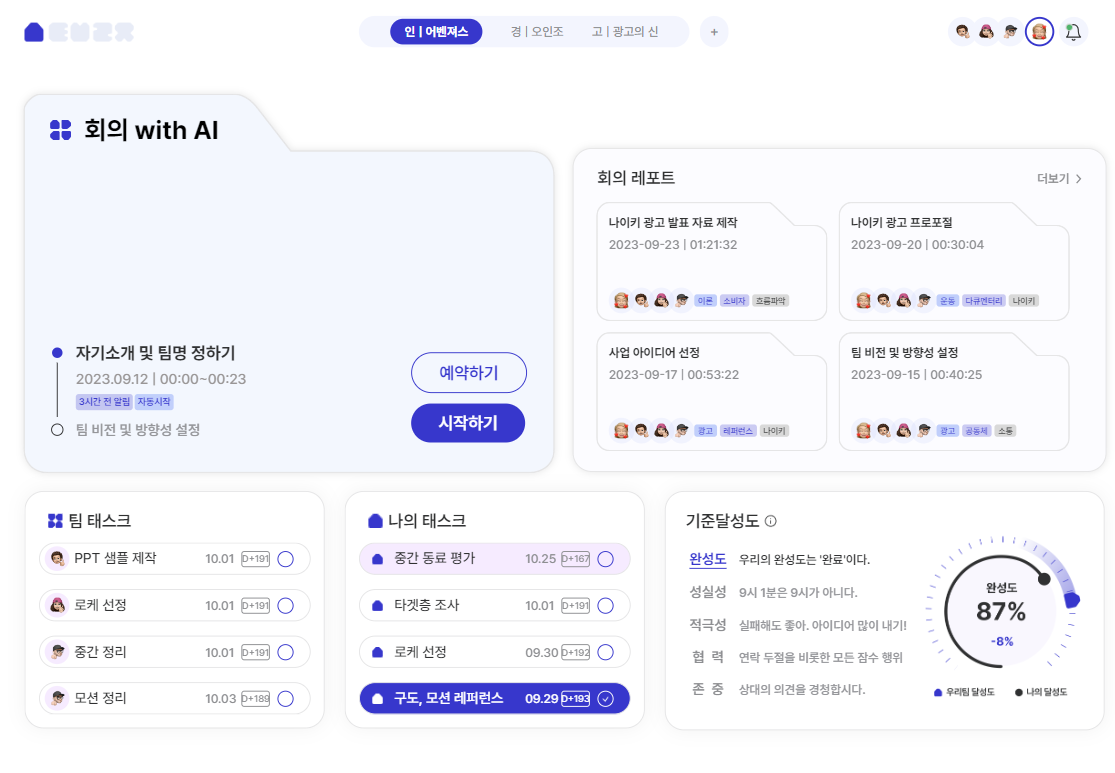 인 | 어벤져스
경 | 오인조
고 | 광고의 신
+
회의 with AI
자기소개 및 팀명 정하기
2023.09.12 | 00:00~00:23
3시간 전 알림 자동시작
팀 비전 및 방향성 설정
예약하기
시작하기
회의 레포트
더보기 >
나이키 광고 발표 자료 제작
2023-09-23 | 01:21:32
이론 소비자 흐름파악
나이키 광고 프로포절
2023-09-20 | 00:30:04
운동 다큐멘터리 나이키
사업 아이디어 선정
2023-09-17 | 00:53:22
광고 레퍼런스 나이키
팀 비전 및 방향성 설정
2023-09-15 | 00:40:25
광고 공동체 소통
팀 태스크
PPT 샘플 제작 10.01 D+191
로케 선정 10.01 D+191
중간 정리 10.01 D+191
모션 정리 10.03 D+189
나의 태스크
중간 동료 평가 10.25 D+167
타겟층 조사 10.01 D+191
로케 선정 09.30 D+192
구도, 모션 레퍼런스 09.29 D+193
기준달성도
완성도 우리의 완성도는 '완료'이다.
성실성 9시 1분은 9시가 아니다.
적극성 실패해도 좋아. 아이디어 많이 내기!
협 력 연락 두절을 비롯한 모든 잠수 행위
존 중 상대의 의견을 경청합시다.
완성도
87%
-8%
우리팀 달성도
나의 달성도